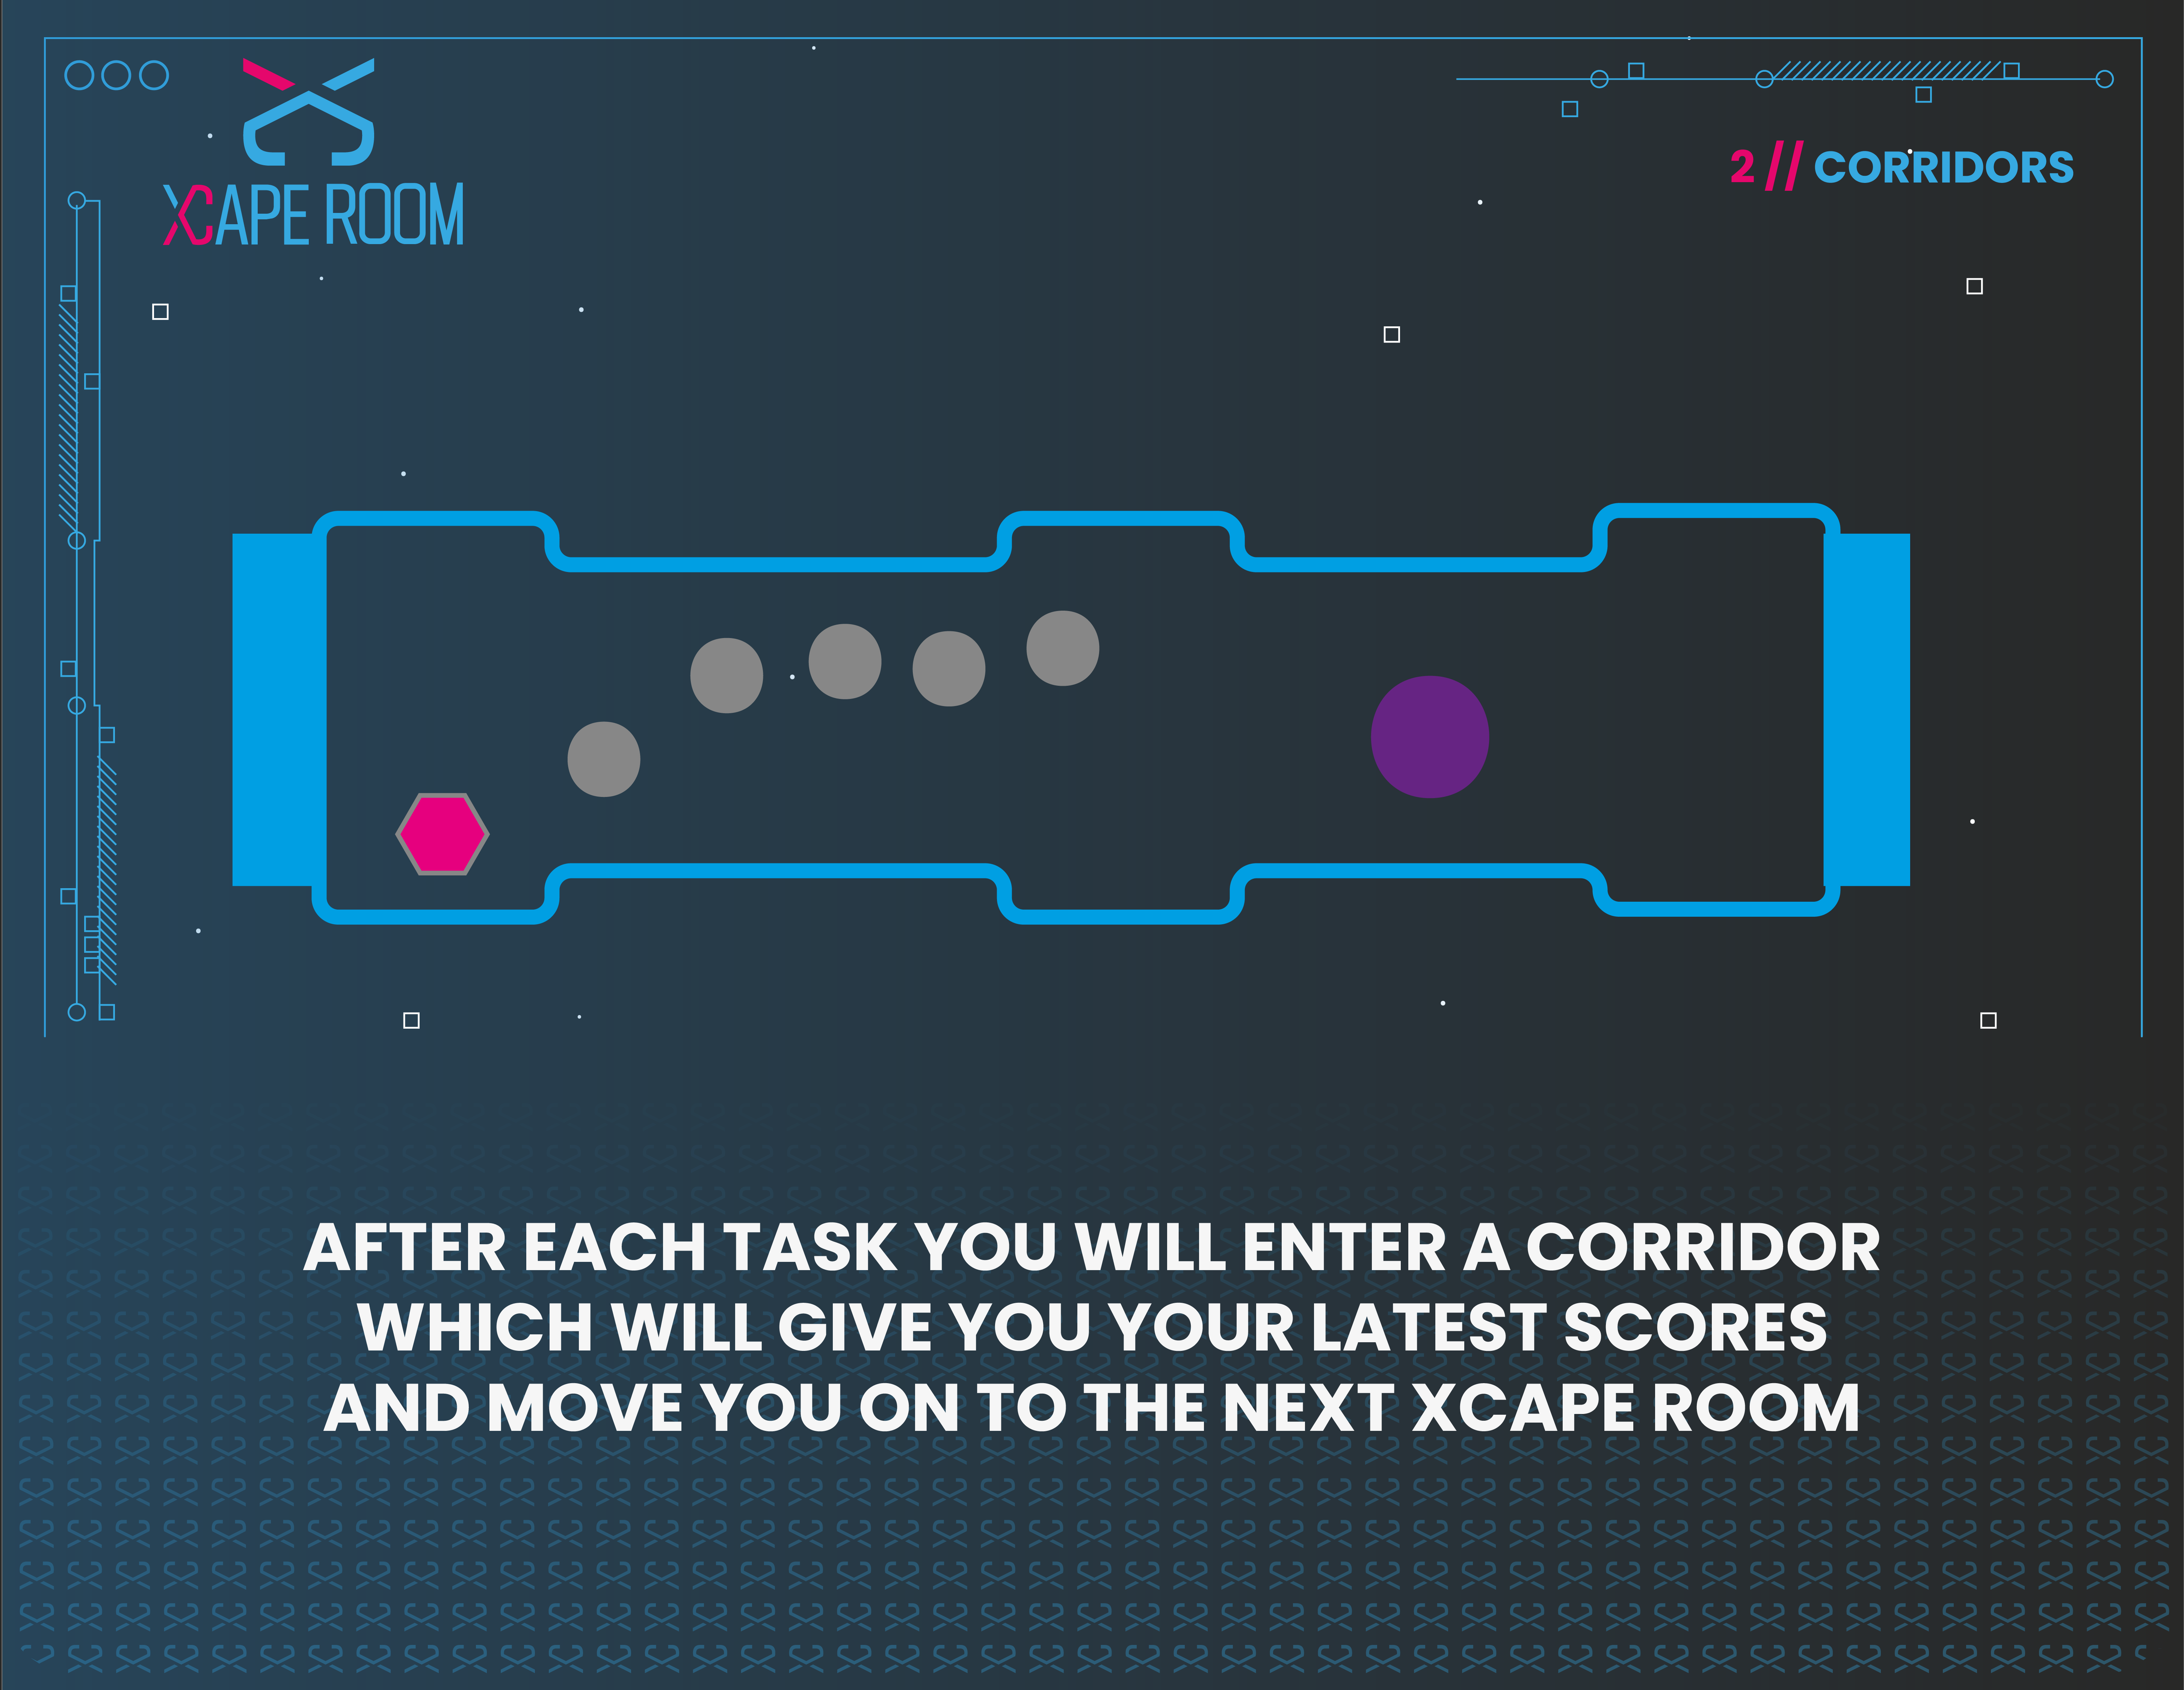 XCAPE ROOM
2 // CORRIDORS
AFTER EACH TASK YOU WILL ENTER A CORRIDOR
WHICH WILL GIVE YOU YOUR LATEST SCORES
AND MOVE YOU ON TO THE NEXT XCAPE ROOM